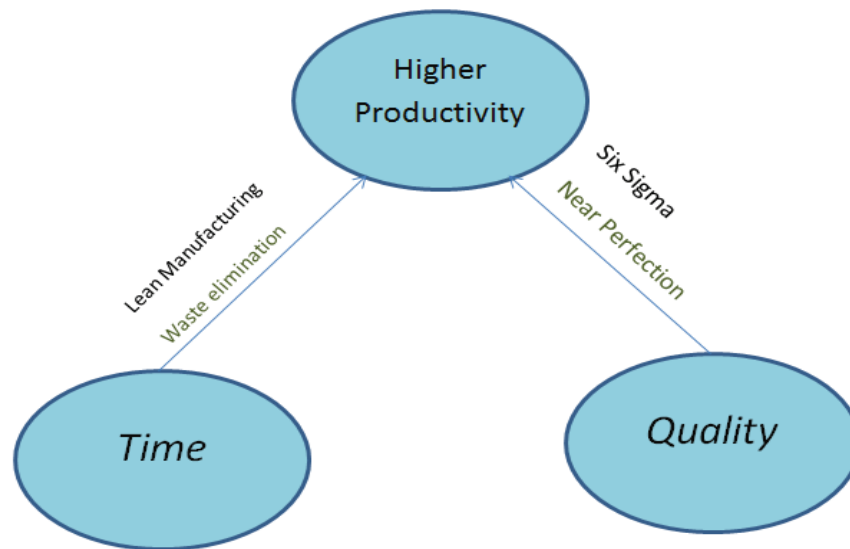 Higher
Productivity
Lean Manufacturing
Waste elimination
Six Sigma
Near Perfection
Time
Quality